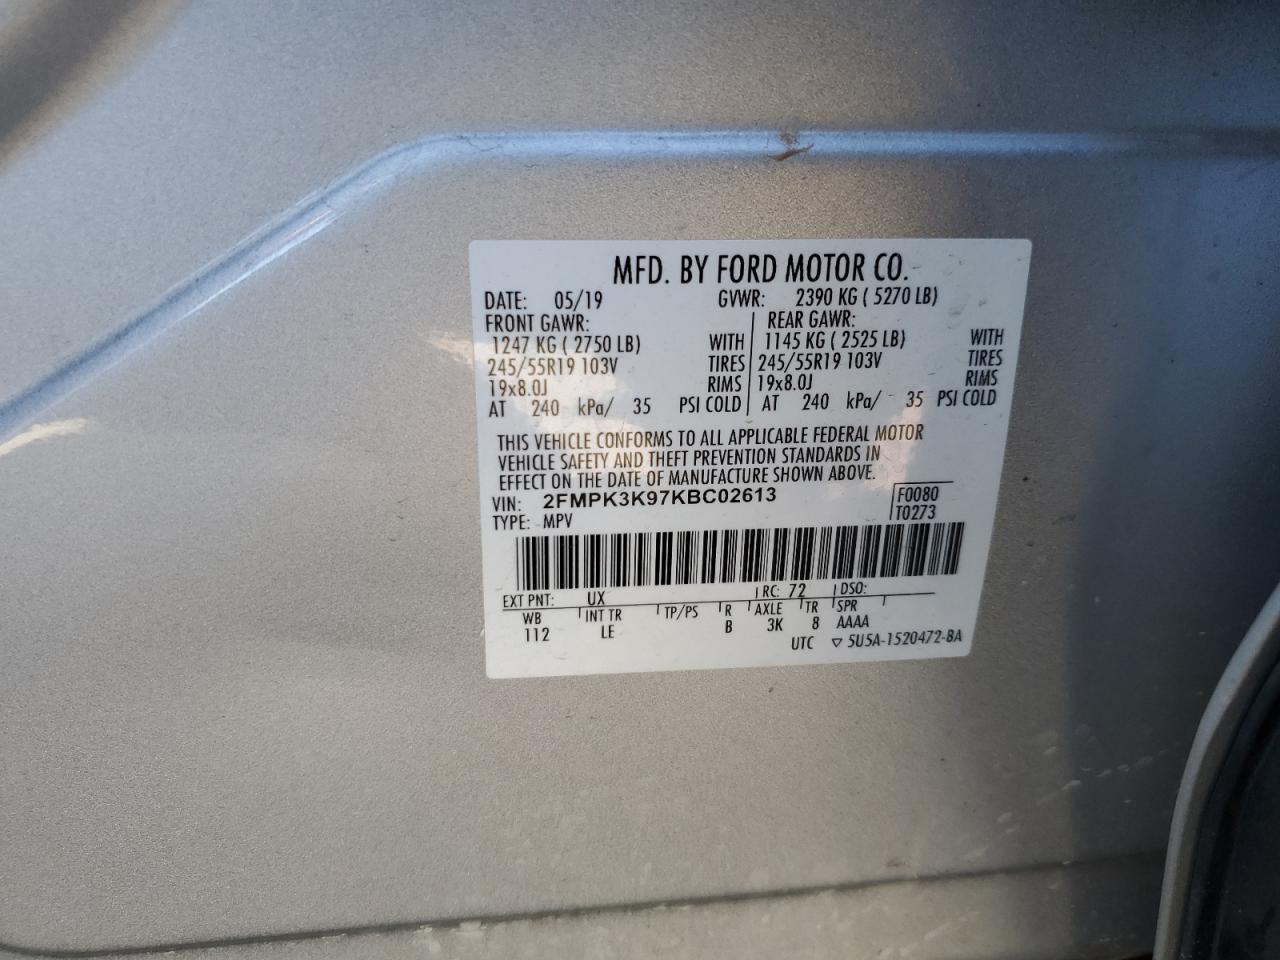 MFD. BY FORD MOTOR CO.
DATE: 05/19 GVWR: 2390 KG ( 5270 LB)
FRONT GAWR: REAR GAWR:
1247 KG ( 2750 LB) WITH 1145 KG ( 2525 LB) WITH
245/55R19 103V TIRES 245/55R19 103V TIRES
19x8.0J RIMS 19x8.0J RIMS
AT 240 kPa/ 35 PSI COLD AT 240 kPa/ 35 PSI COLD
THIS VEHICLE CONFORMS TO ALL APPLICABLE FEDERAL MOTOR
VEHICLE SAFETY AND THEFT PREVENTION STANDARDS IN
EFFECT ON THE DATE OF MANUFACTURE SHOWN ABOVE.
VIN: 2FMPK3K97KBC02613 F0080
TYPE: MPV T0273
EXT PNT: UX RC: 72 DSO:
WB INT TR TP/PS R AXLE TR SPR
112 LE B 3K 8 AAAA
UTC ▽ 5U5A-1520472-BA